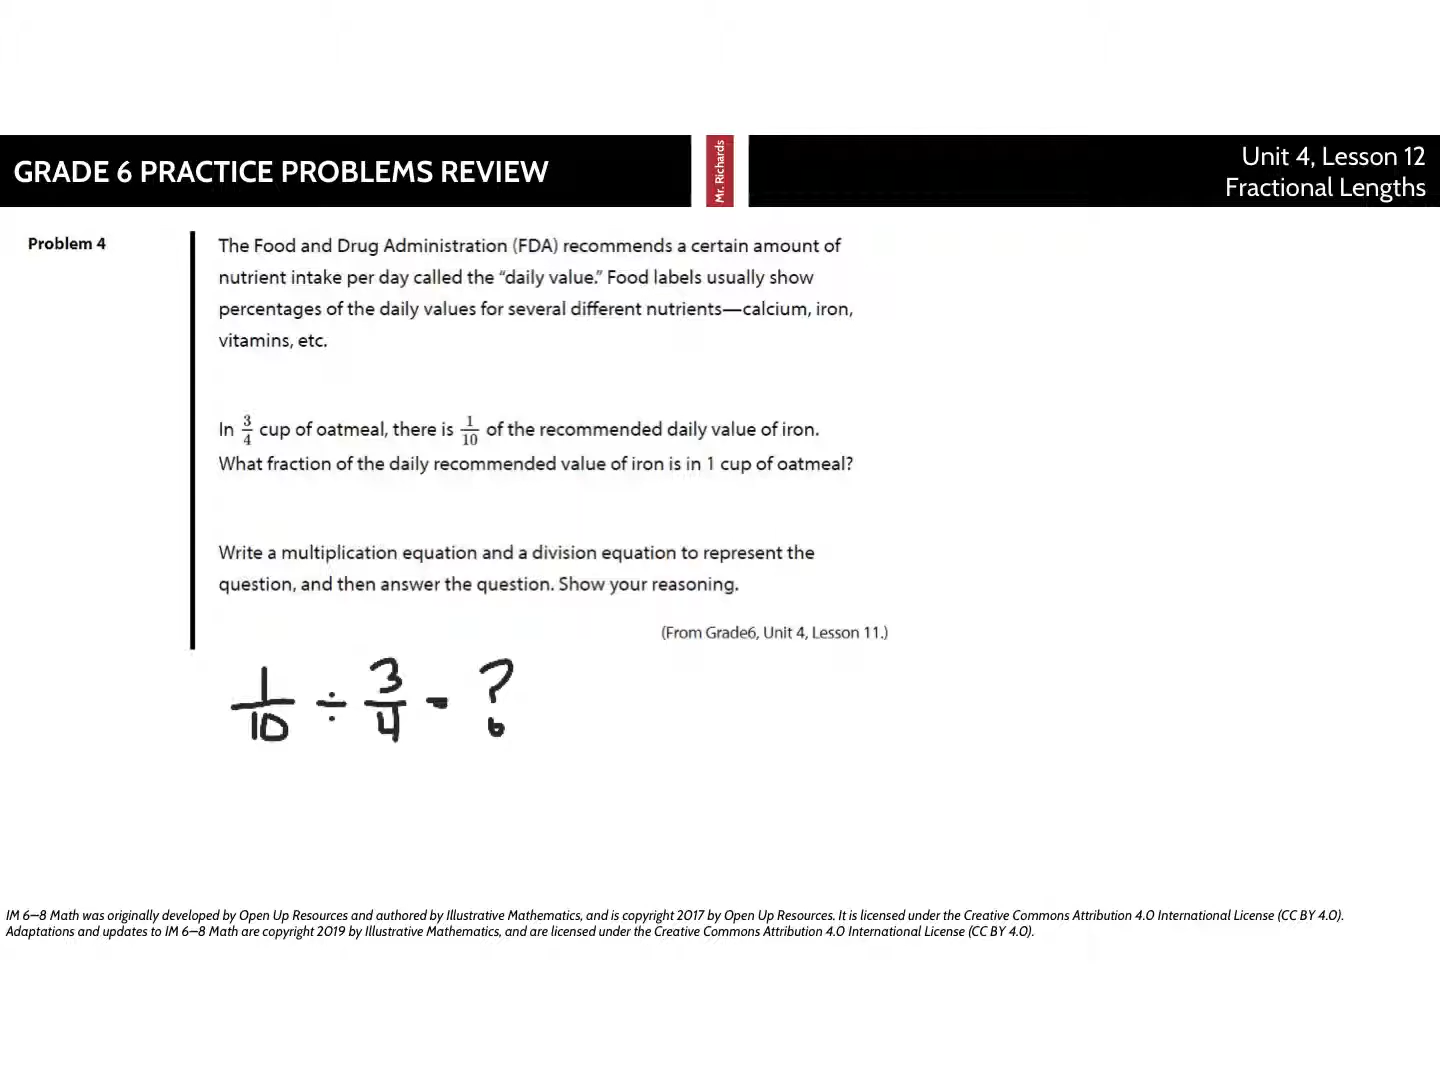 GRADE 6 PRACTICE PROBLEMS REVIEW
Mr. Richards
Unit 4, Lesson 12
Fractional Lengths
Problem 4
The Food and Drug Administration (FDA) recommends a certain amount of
nutrient intake per day called the “daily value.” Food labels usually show
percentages of the daily values for several different nutrients—calcium, iron,
vitamins, etc.
In 3/4 cup of oatmeal, there is 1/10 of the recommended daily value of iron.
What fraction of the daily recommended value of iron is in 1 cup of oatmeal?
Write a multiplication equation and a division equation to represent the
question, and then answer the question. Show your reasoning.
(From Grade6, Unit 4, Lesson 11.)
1/10 ÷ 3/4 = ?
IM 6–8 Math was originally developed by Open Up Resources and authored by Illustrative Mathematics, and is copyright 2017 by Open Up Resources. It is licensed under the Creative Commons Attribution 4.0 International License (CC BY 4.0).
Adaptations and updates to IM 6–8 Math are copyright 2019 by Illustrative Mathematics, and are licensed under the Creative Commons Attribution 4.0 International License (CC BY 4.0).